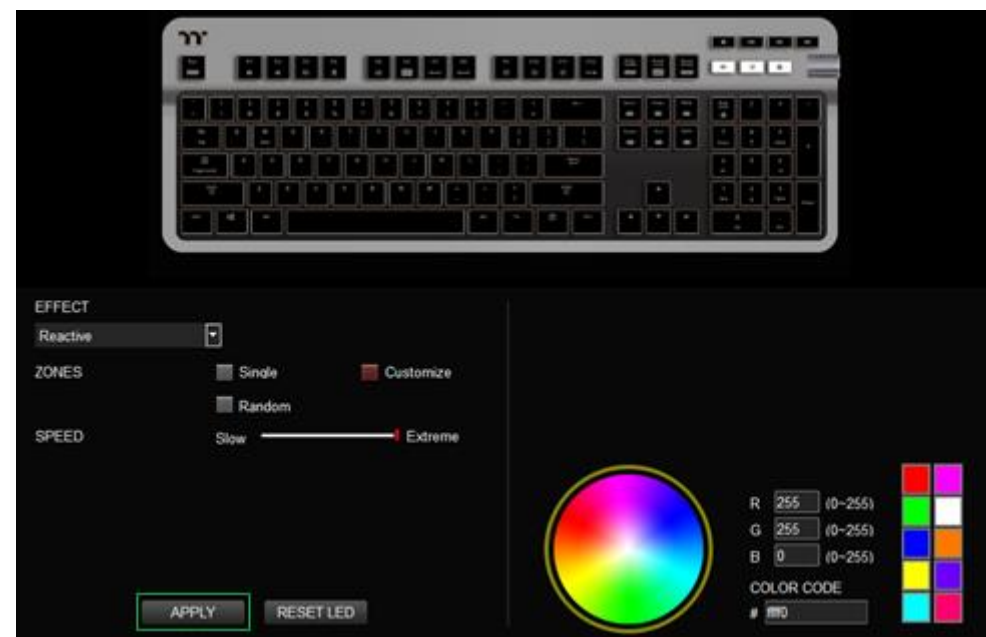 EFFECT
Reactive
ZONES Single Customize
Random
SPEED Slow Extreme
R 255 (0~255)
G 255 (0~255)
B 0 (0~255)
COLOR CODE
# ffff0
APPLY RESET LED